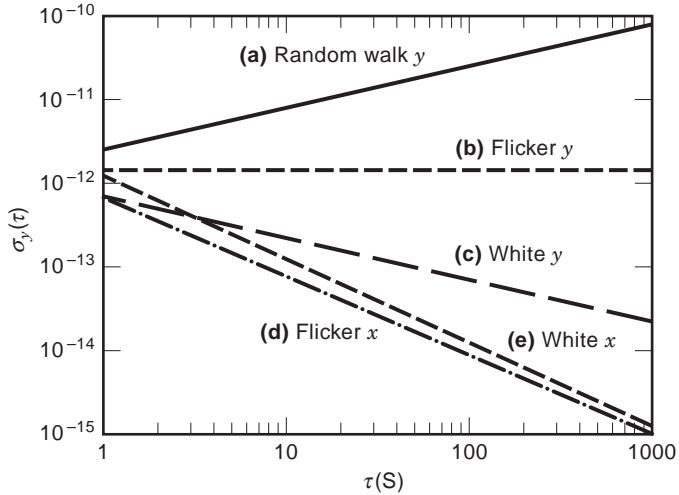 10⁻¹⁰
(a) Random walk y
10⁻¹¹
(b) Flicker y
10⁻¹²
σy(τ)
(c) White y
10⁻¹³
(d) Flicker x
(e) White x
10⁻¹⁴
10⁻¹⁵
1 10 100 1000
τ(S)